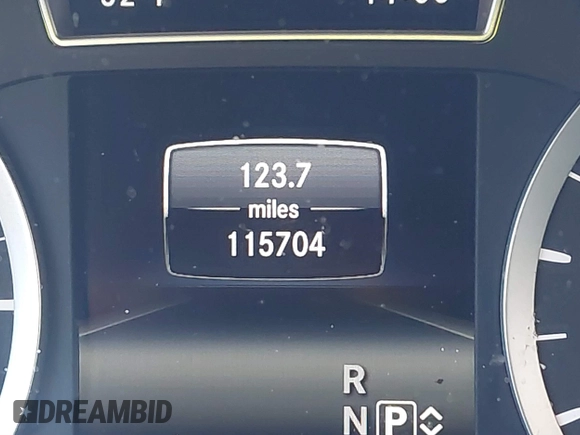 123.7
miles
115704
R
N P
DREAMBID